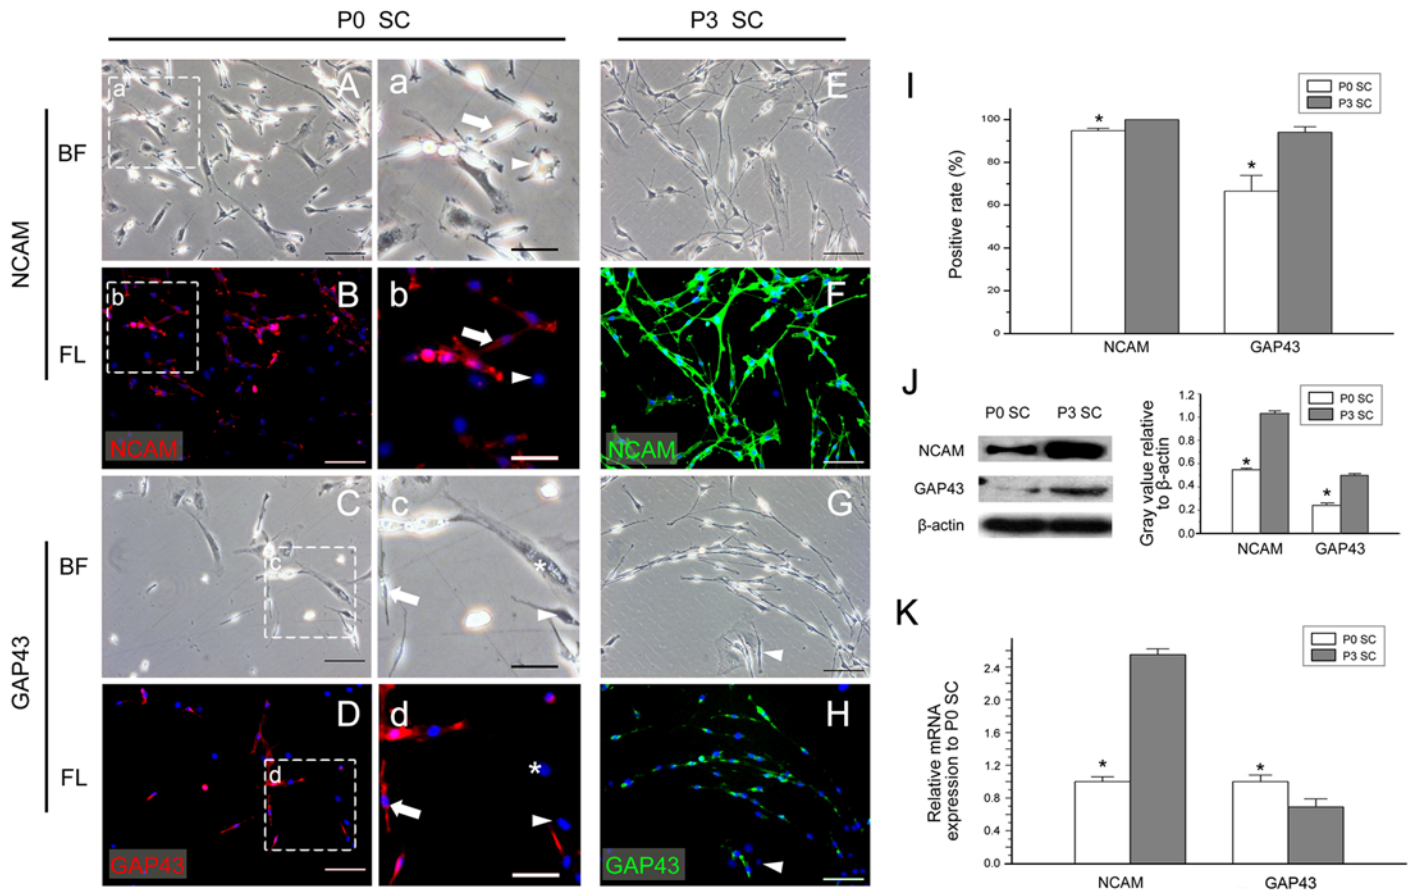 P0 SC
P3 SC
NCAM
BF
FL
GAP43
BF
FL
A
a
a
E
B
b
b
F
NCAM
NCAM
C
c
c
*
G
D
d
d
*
H
GAP43
GAP43
I
P0 SC
P3 SC
Positive rate (%)
100
80
60
40
20
0
*
*
NCAM
GAP43
J
P0 SC
P3 SC
NCAM
GAP43
β-actin
Gray value relative
to β-actin
1.2
1.0
0.8
0.6
0.4
0.2
0.0
P0 SC
P3 SC
*
*
NCAM
GAP43
K
P0 SC
P3 SC
Relative mRNA
expression to P0 SC
2.4
2.0
1.6
1.2
0.8
0.4
0.0
*
*
NCAM
GAP43